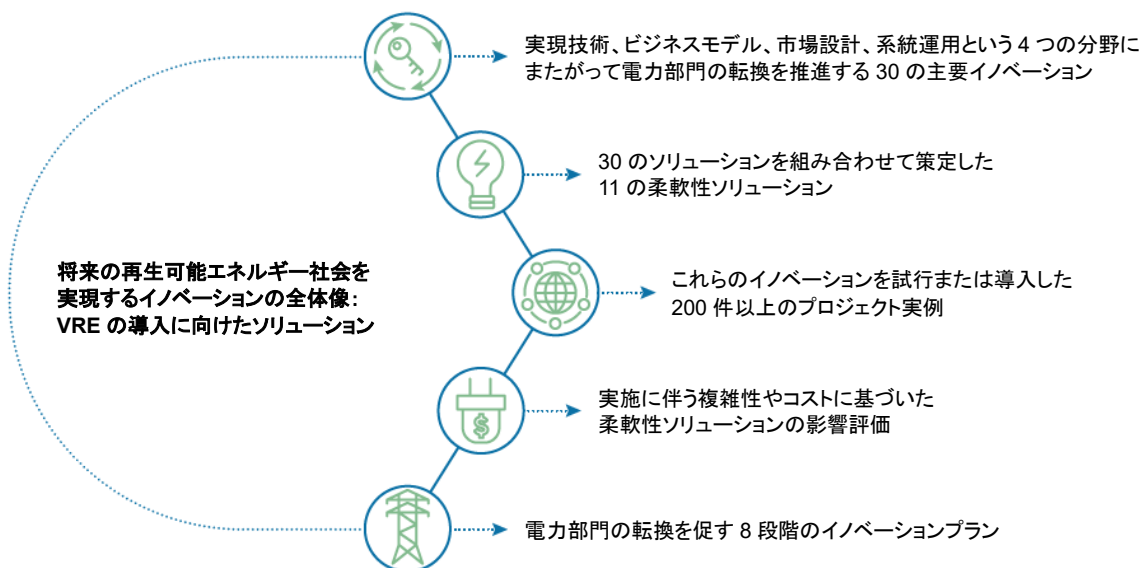 実現技術、ビジネスモデル、市場設計、系統運用という 4 つの分野に
またがって電力部門の転換を推進する 30 の主要イノベーション
30 のソリューションを組み合わせて策定した
11 の柔軟性ソリューション
将来の再生可能エネルギー社会を
実現するイノベーションの全体像:
VRE の導入に向けたソリューション
これらのイノベーションを試行または導入した
200 件以上のプロジェクト実例
実施に伴う複雑性やコストに基づいた
柔軟性ソリューションの影響評価
$
電力部門の転換を促す 8 段階のイノベーションプラン